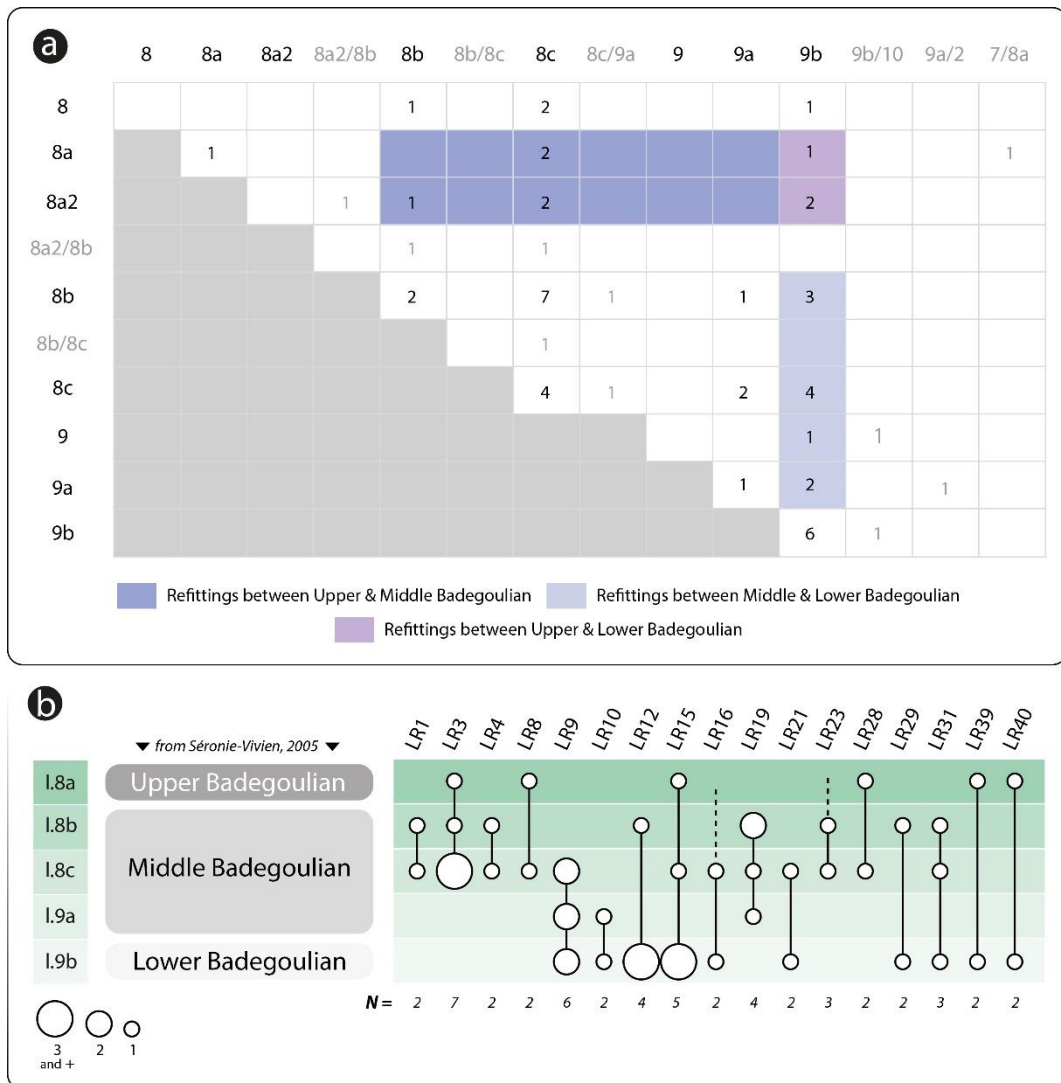 a
8 8a 8a2 8a2/8b 8b 8b/8c 8c 8c/9a 9 9a 9b 9b/10 9a/2 7/8a
8 1 2 1
8a 1 2 1 1
8a2 1 1 2 2
8a2/8b 1 1
8b 2 7 1 1 3
8b/8c 1
8c 4 1 2 4
9 1 1
9a 1 2 1
9b 6 1
Refittings between Upper & Middle Badegoulian Refittings between Middle & Lower Badegoulian
Refittings between Upper & Lower Badegoulian
b
▼ from Séronie-Vivien, 2005 ▼
LR1 LR3 LR4 LR8 LR9 LR10 LR12 LR15 LR16 LR19 LR21 LR23 LR28 LR29 LR31 LR39 LR40
l.8a Upper Badegoulian
l.8b
l.8c Middle Badegoulian
l.9a
l.9b Lower Badegoulian
N = 2 7 2 2 6 2 4 5 2 4 2 3 2 2 3 2 2
3 2 1
and +